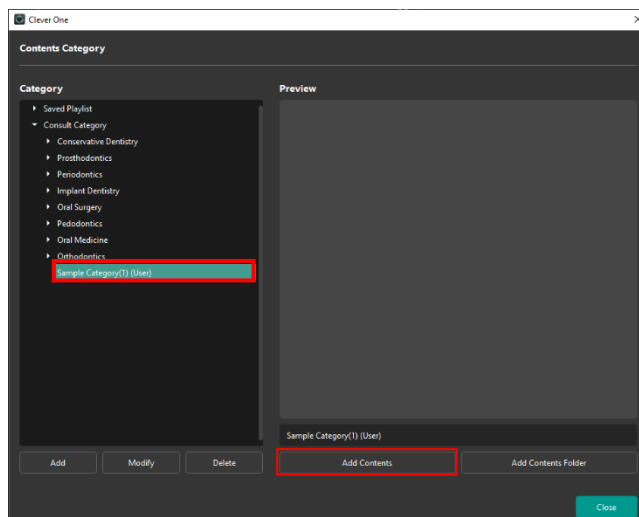 Clever One
Contents Category
Category
Saved Playlist
Consult Category
Conservative Dentistry
Prosthodontics
Periodontics
Implant Dentistry
Oral Surgery
Pedodontics
Oral Medicine
Orthodontics
Sample Category(1) (User)
Add Modify Delete
Preview
Sample Category(1) (User)
Add Contents Add Contents Folder
Close